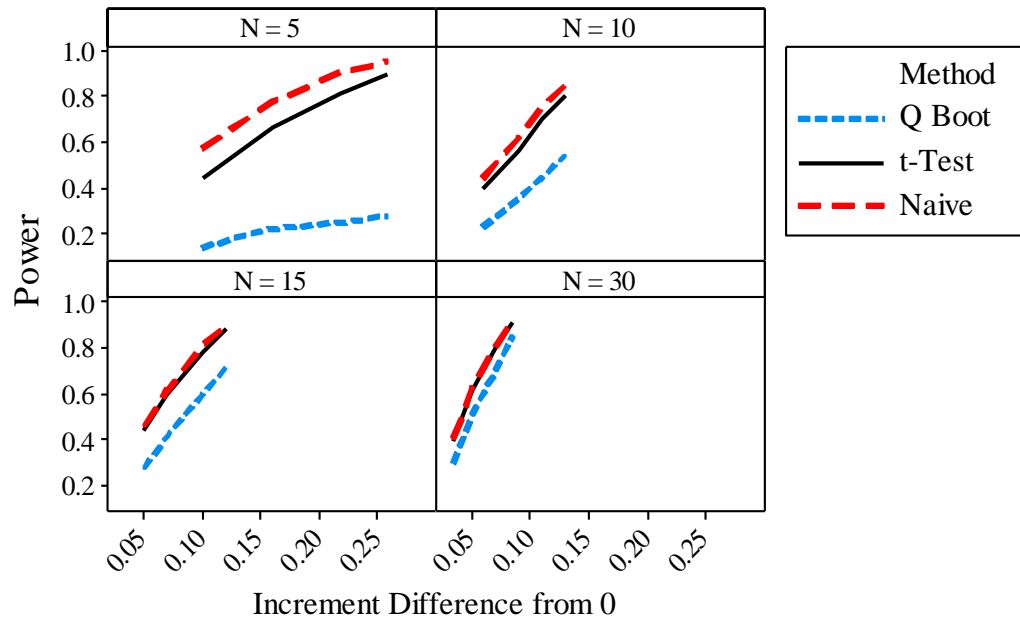 N = 5
N = 10
1.0
0.8
0.6
0.4
0.2
Method
Q Boot
t-Test
Naive
Power
N = 15
N = 30
1.0
0.8
0.6
0.4
0.2
0.05
0.10
0.15
0.20
0.25
0.05
0.10
0.15
0.20
0.25
Increment Difference from 0